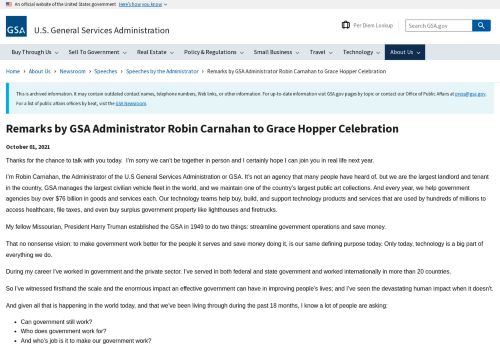 An official website of the United States government Here's how you know
GSA U.S. General Services Administration
Per Diem Lookup
Search GSA.gov
Buy Through Us
Sell To Government
Real Estate
Policy & Regulations
Small Business
Travel
Technology
About Us
Home › About Us › Newsroom › Speeches › Speeches by the Administrator › Remarks by GSA Administrator Robin Carnahan to Grace Hopper Celebration
This is archived information. It may contain outdated contact names, telephone numbers, Web links, or other information. For up-to-date information visit GSA.gov pages by topic or contact our Office of Public Affairs at press@gsa.gov.
For a list of public affairs officers by beat, visit the GSA Newsroom.
Remarks by GSA Administrator Robin Carnahan to Grace Hopper Celebration
October 01, 2021
Thanks for the chance to talk with you today. I'm sorry we can't be together in person and I certainly hope I can join you in real life next year.
I'm Robin Carnahan, the Administrator of the U.S General Services Administration or GSA. It's not an agency that many people have heard of, but we are the largest landlord and tenant
in the country, GSA manages the largest civilian vehicle fleet in the world, and we maintain one of the country's largest public art collections. And every year, we help government
agencies buy over $76 billion in goods and services each. Our technology teams help buy, build, and support technology products and services that are used by hundreds of millions to
access healthcare, file taxes, and even buy surplus government property like lighthouses and firetrucks.
My fellow Missourian, President Harry Truman established the GSA in 1949 to do two things: streamline government operations and save money.
That no nonsense vision: to make government work better for the people it serves and save money doing it, is our same defining purpose today. Only today, technology is a big part of
everything we do.
During my career I've worked in government and the private sector. I've served in both federal and state government and worked internationally in more than 20 countries.
So I've witnessed firsthand the scale and the enormous impact an effective government can have in improving people's lives; and I've seen the devastating human impact when it doesn't.
And given all that is happening in the world today, and that we've been living through during the past 18 months, I know a lot of people are asking:
• Can government still work?
• Who does government work for?
• And who's job is it to make our government work?